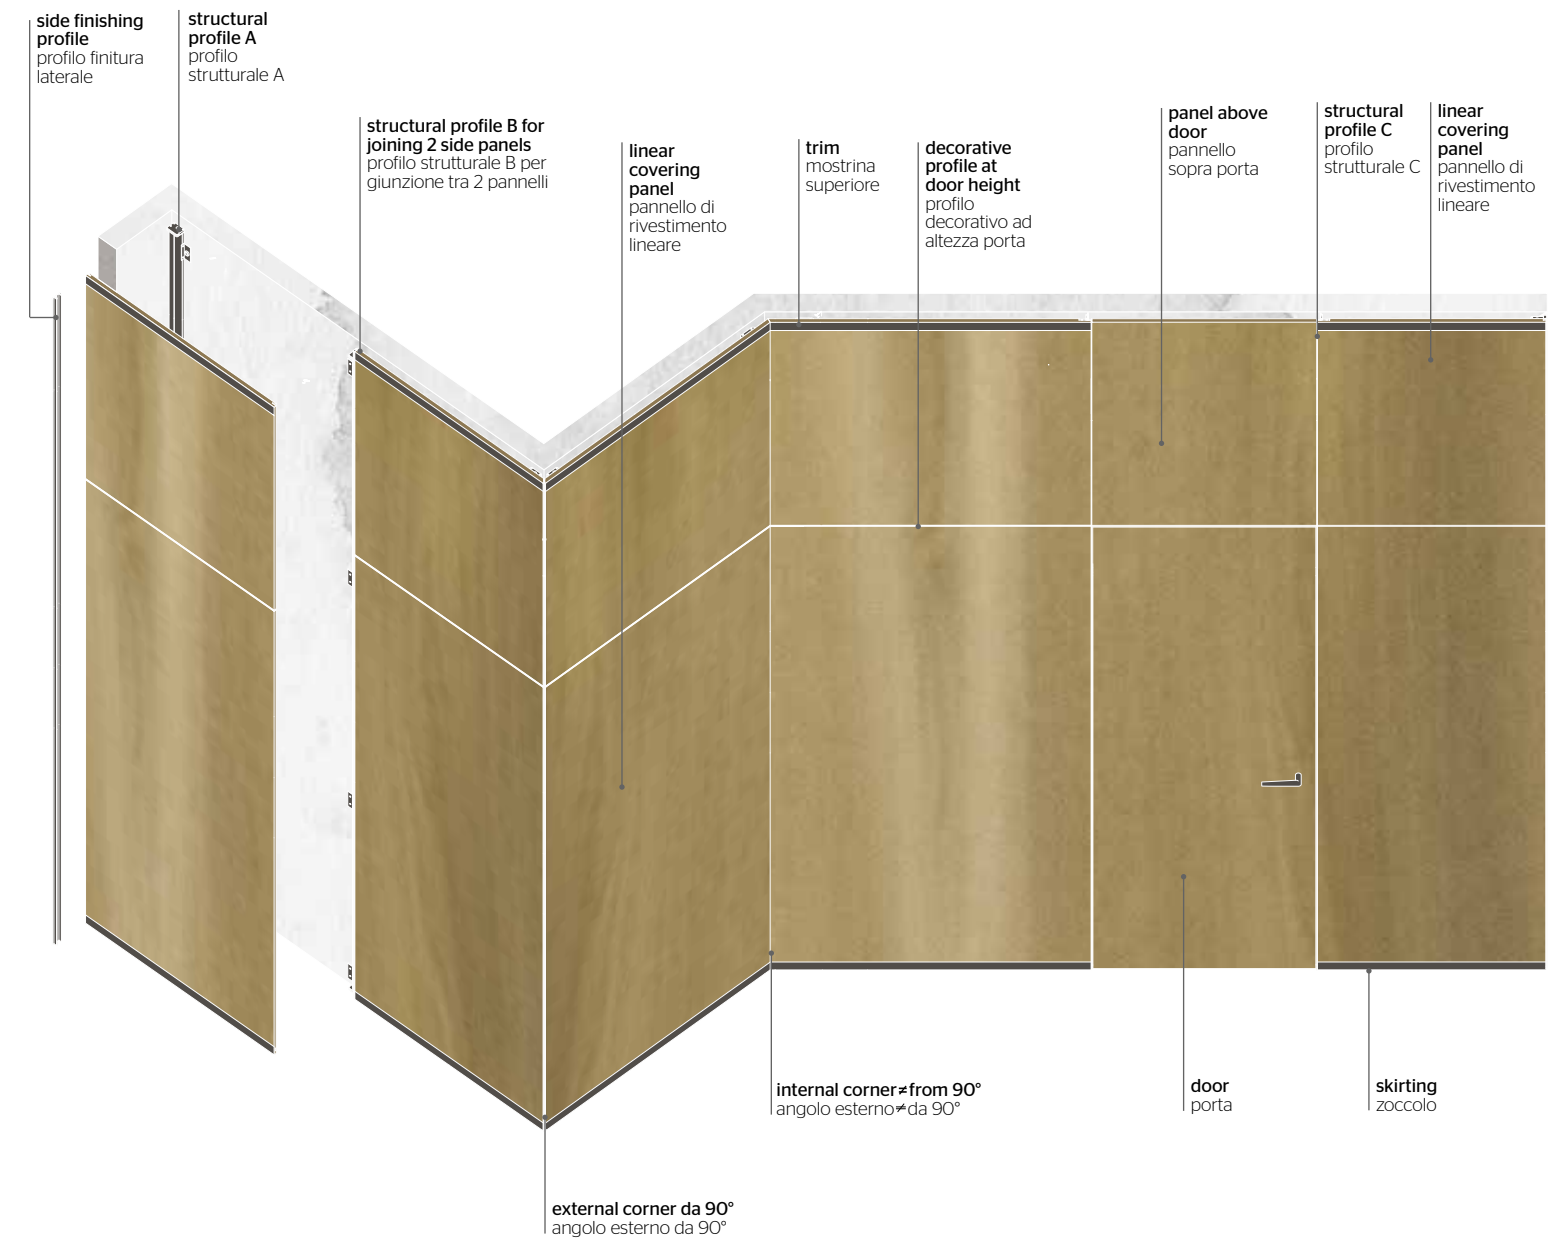 side finishing
profile
profilo finitura
laterale
structural
profile A
profilo
strutturale A
structural profile B for
joining 2 side panels
profilo strutturale B per
giunzione tra 2 pannelli
linear
covering
panel
pannello di
rivestimento
lineare
trim
mostrina
superiore
decorative
profile at
door height
profilo
decorativo ad
altezza porta
panel above
door
pannello
sopra porta
structural
profile C
profilo
strutturale C
linear
covering
panel
pannello di
rivestimento
lineare
internal corner≠from 90°
angolo esterno≠da 90°
door
porta
skirting
zoccolo
external corner da 90°
angolo esterno da 90°